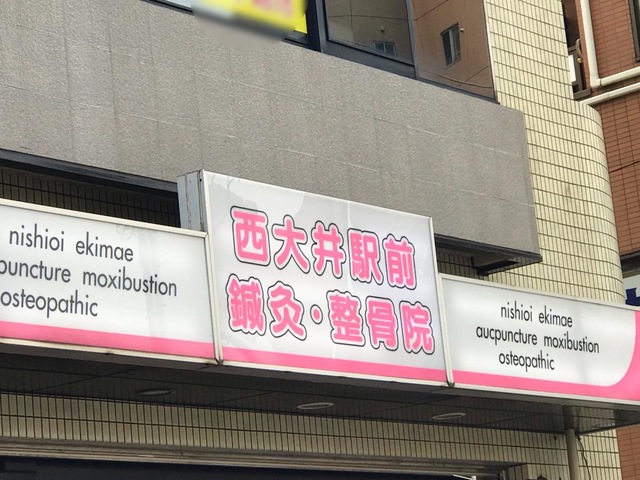 nishioi ekimae
puncture moxibustion
osteopathic
西大井駅前
鍼灸・整骨院
nishioi ekimae
aucpuncture moxibustion
osteopathic